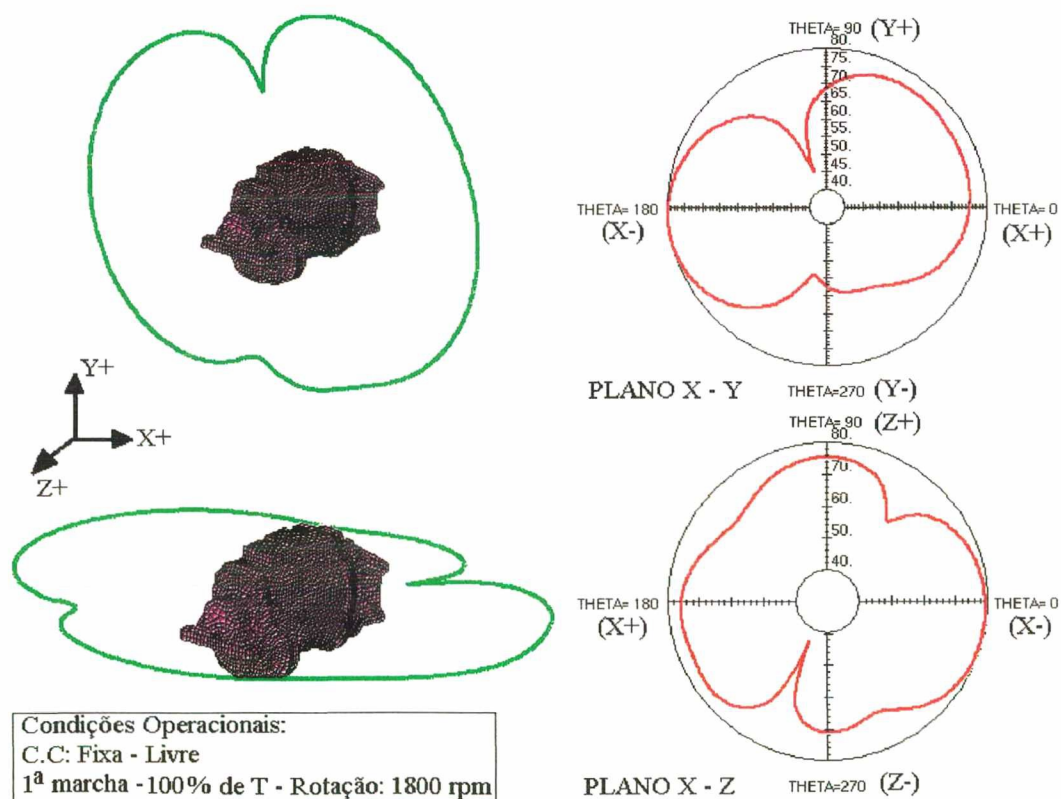 THETA= 90 (Y+)
80.
75.
70.
65.
60.
55.
50.
45.
40.
THETA= 180
(X-)
THETA= 0
(X+)
PLANO X - Y
THETA=270 (Y-)
Y+
X+
Z+
THETA= 90 (Z+)
80.
70.
60.
50.
40.
THETA= 180
(X+)
THETA= 0
(X-)
PLANO X - Z
THETA=270 (Z-)
Condições Operacionais:
C.C: Fixa - Livre
1ª marcha - 100% de T - Rotação: 1800 rpm